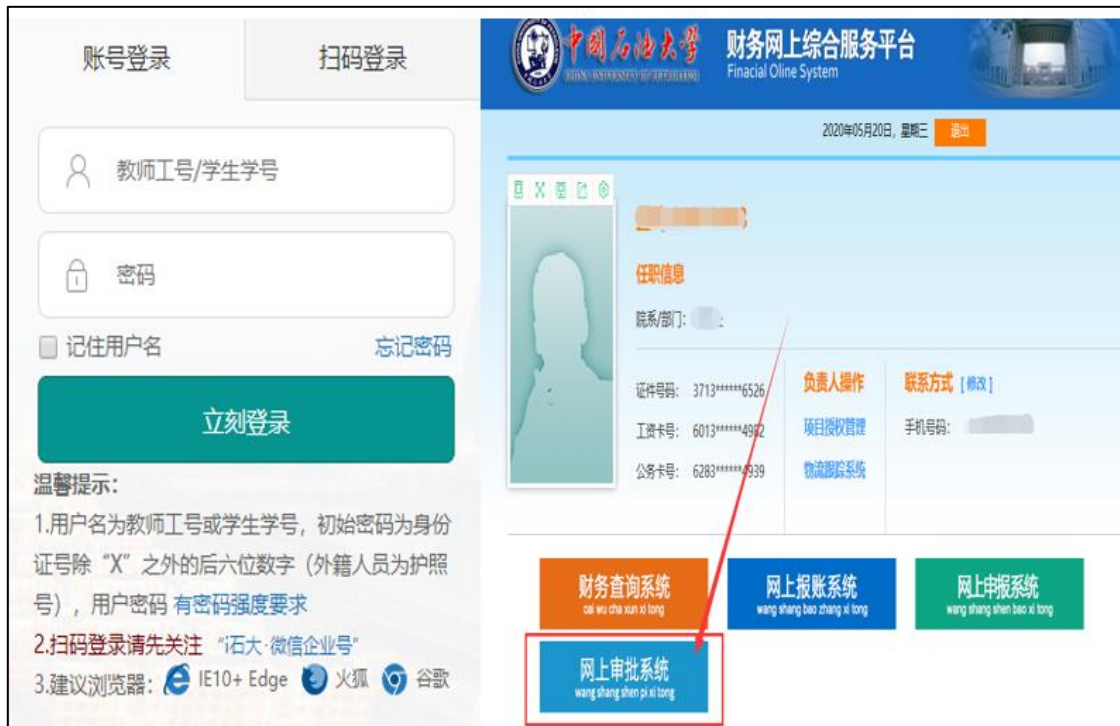 账号登录
扫码登录
教师工号/学生学号
密码
记住用户名
忘记密码
立刻登录
温馨提示：
1.用户名为教师工号或学生学号，初始密码为身份
证号除“X”之外的后六位数字（外籍人员为护照
号），用户密码 有密码强度要求
2.扫码登录请先关注 “i石大·微信企业号”
3.建议浏览器： IE10+ Edge 火狐 谷歌
中国石油大学
CHINA UNIVERSITY OF PETROLEUM
财务网上综合服务平台
Finacial Oline System
2020年05月20日，星期三 退出
任职信息
院系/部门：
证件号码： 3713******6526
工资卡号： 6013******4982
公务卡号： 6283******4939
负责人操作
项目授权管理
物流跟踪系统
联系方式 [修改]
手机号码：
财务查询系统
cai wu cha xun xi tong
网上报账系统
wang shang bao zhang xi tong
网上申报系统
wang shang shen bao xi tong
网上审批系统
wang shang shen pi xi tong